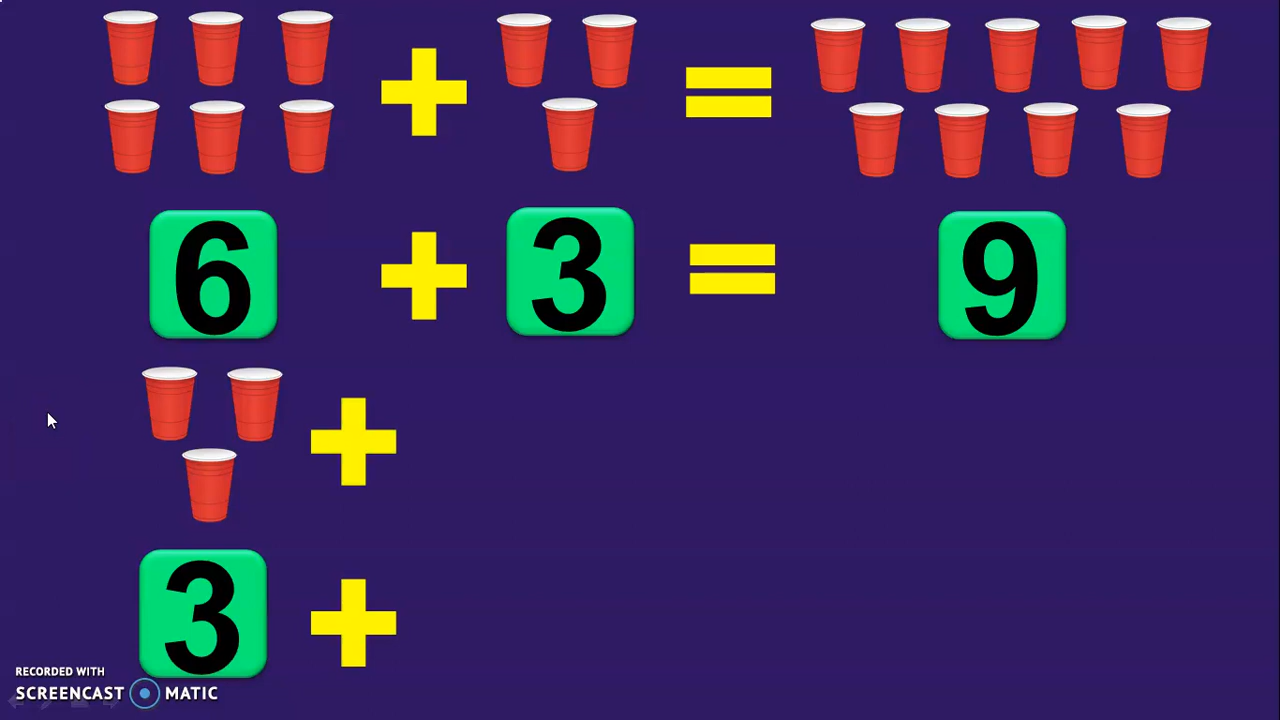 + =
6 + 3 = 9
+
3 +
RECORDED WITH
SCREENCAST MATIC